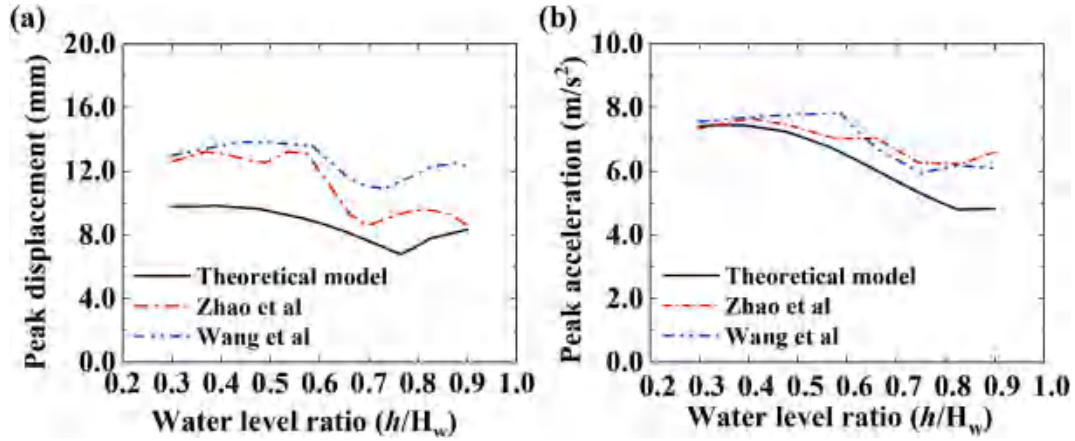 (a)
20.0
16.0
12.0
8.0
4.0
0.0
Peak displacement (mm)
Theoretical model
Zhao et al
Wang et al
0.2 0.3 0.4 0.5 0.6 0.7 0.8 0.9 1.0
Water level ratio (h/Hw)
(b)
10.0
8.0
6.0
4.0
2.0
0.0
Peak acceleration (m/s²)
Theoretical model
Zhao et al
Wang et al
0.2 0.3 0.4 0.5 0.6 0.7 0.8 0.9 1.0
Water level ratio (h/Hw)